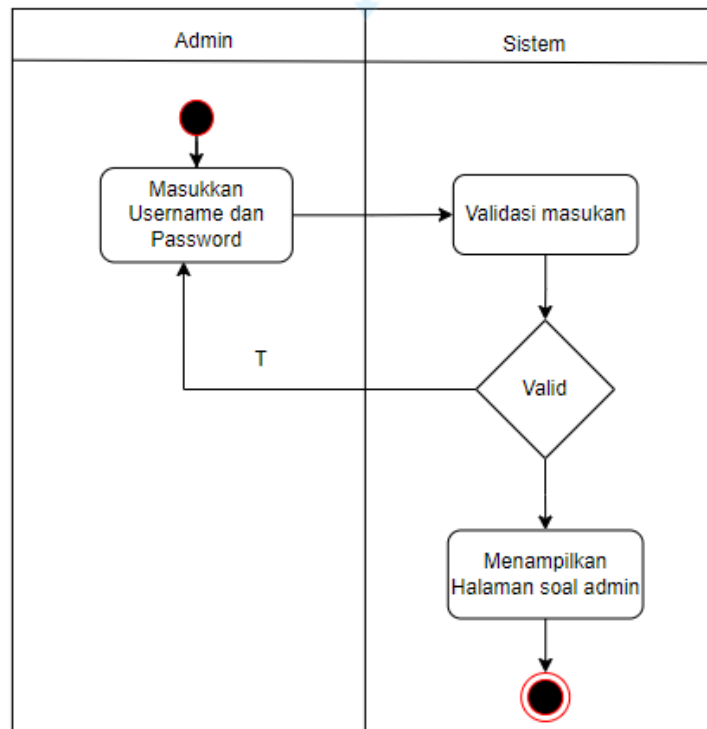 Admin
Sistem
Masukkan
Username dan
Password
Validasi masukan
T
Valid
Menampilkan
Halaman soal admin